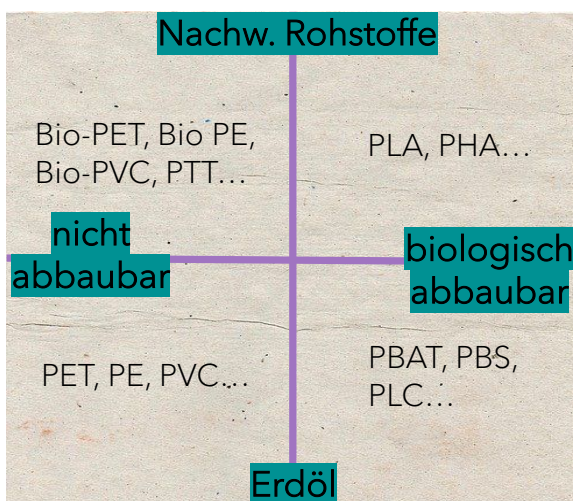 Nachw. Rohstoffe
Bio-PET, Bio PE,
Bio-PVC, PTT...
PLA, PHA...
nicht
abbaubar
biologisch
abbaubar
PET, PE, PVC...
PBAT, PBS,
PLC...
Erdöl